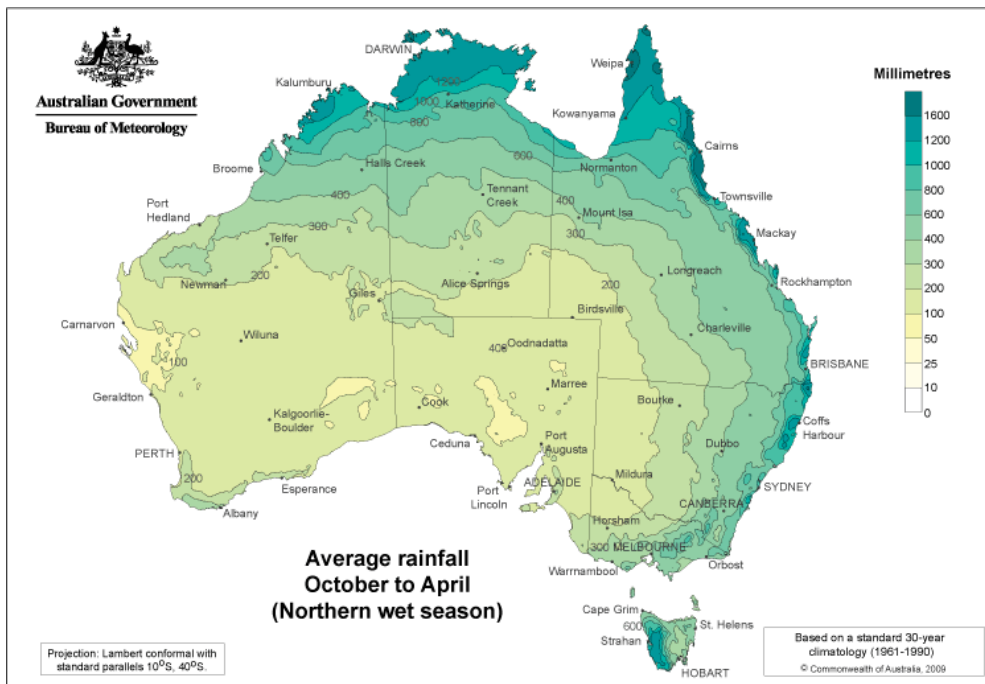 Australian Government
Bureau of Meteorology
DARWIN
Weipa
Millimetres
Kalumburu
1200
1000
Katherine
800
Kowanyama
1600
1200
1000
800
600
400
300
200
100
50
25
10
0
Cairns
Broome
Halls Creek
600
Normanton
400
Tennant
Creek
400
Mount Isa
Townsville
Port
Hedland
300
Telfer
300
Mackay
Newman
200
Alice Springs
200
Longreach
Rockhampton
Giles
Birdsville
Carnarvon
Wiluna
400
Oodnadatta
Charleville
100
BRISBANE
Geraldton
Marree
Kalgoorlie-
Boulder
Cook
Bourke
Coffs
Harbour
Ceduna
Port
Augusta
Dubbo
PERTH
200
Esperance
Port
Lincoln
ADELAIDE
Mildura
SYDNEY
Albany
CANBERRA
Horsham
300
MELBOURNE
Orbost
Warrnambool
Average rainfall
October to April
(Northern wet season)
Cape Grim
600
St. Helens
Strahan
HOBART
Projection: Lambert conformal with
standard parallels 10°S, 40°S.
Based on a standard 30-year
climatology (1961-1990)
© Commonwealth of Australia, 2009